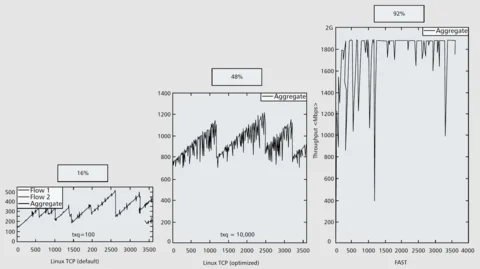 16%
500
400
300
200
100
0
Flow 1
Flow 2
Aggregate
txq=100
0 500 1000 1500 2000 2500 3000 3500
Linux TCP (default)
48%
1400
1200
1000
800
600
400
200
0
Aggregate
txq = 10,000
0 500 1000 1500 2000 2500 3000 3500
Linux TCP (optimized)
92%
2G
1800
1600
1400
1200
1000
800
600
400
200
0
Throughput <Mbps>
Aggregate
0 500 1000 1500 2000 2500 3000 3500 4000
FAST